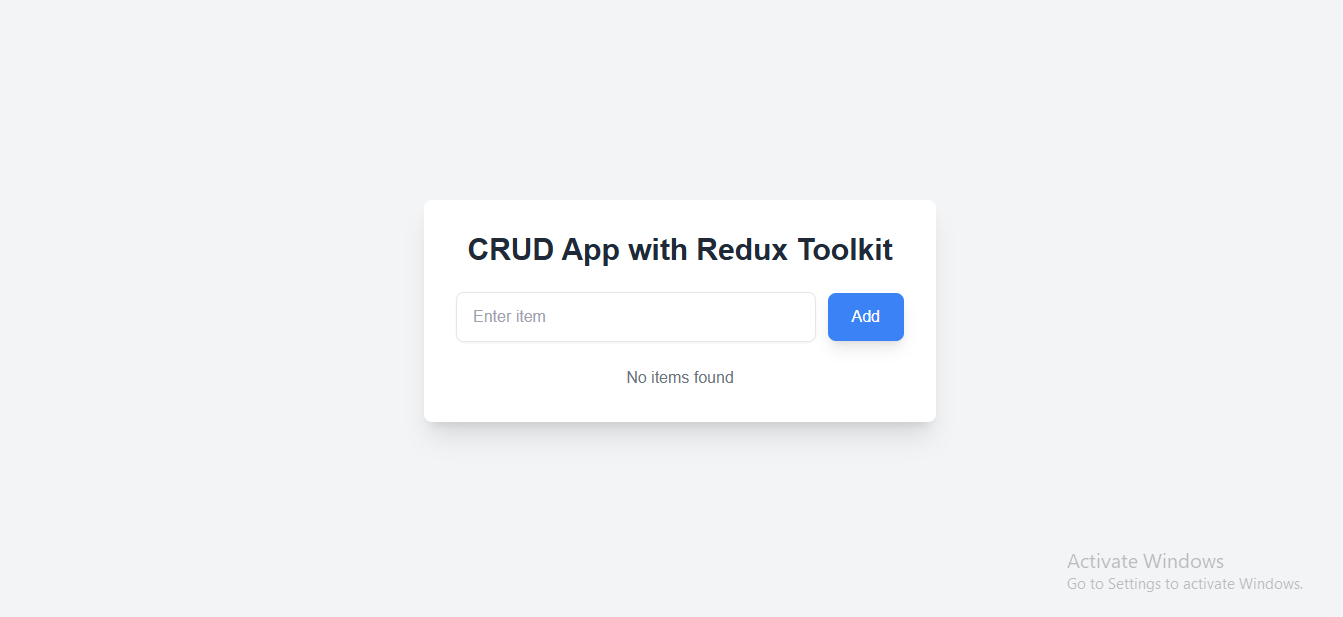 CRUD App with Redux Toolkit
Enter item
Add
No items found
Activate Windows
Go to Settings to activate Windows.